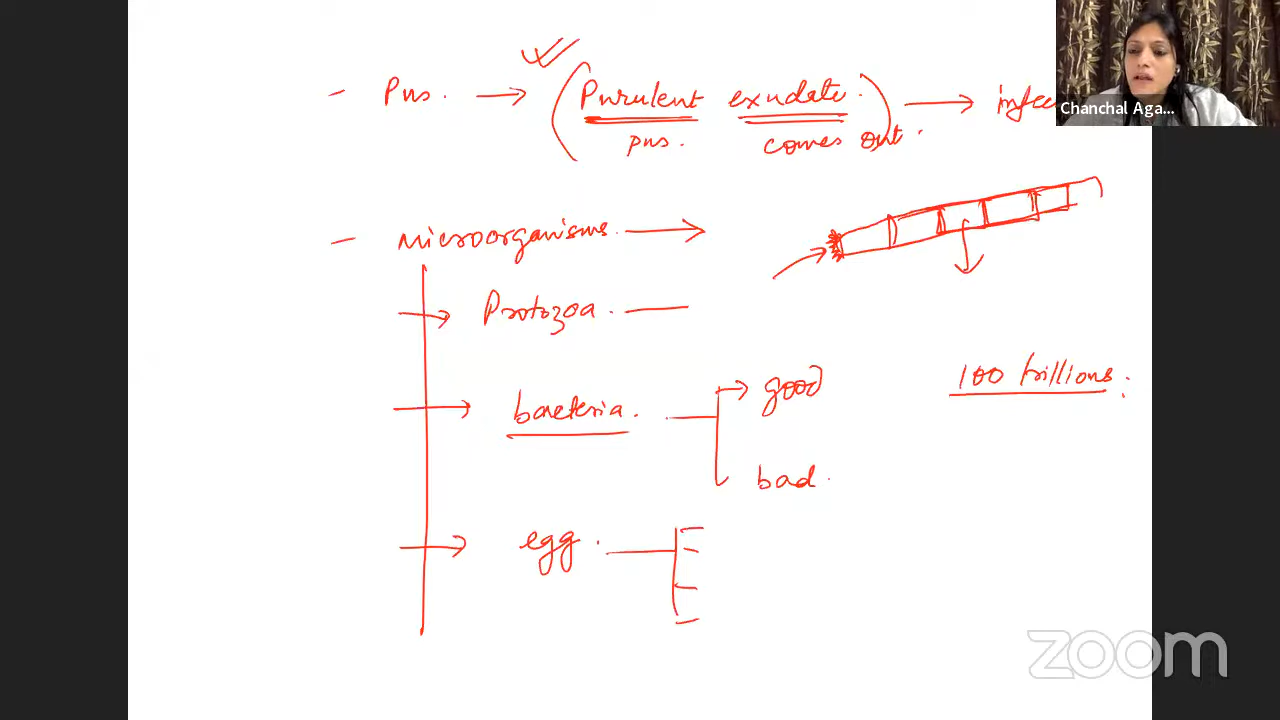 - Pus. → (Purulent exudate.) → infec
Chanchal Aga...
pus. comes out.
- Microorganisms. →
→ Protozoa. —
100 trillions.
→ good
→ bacteria.
bad.
→ egg.
zoom